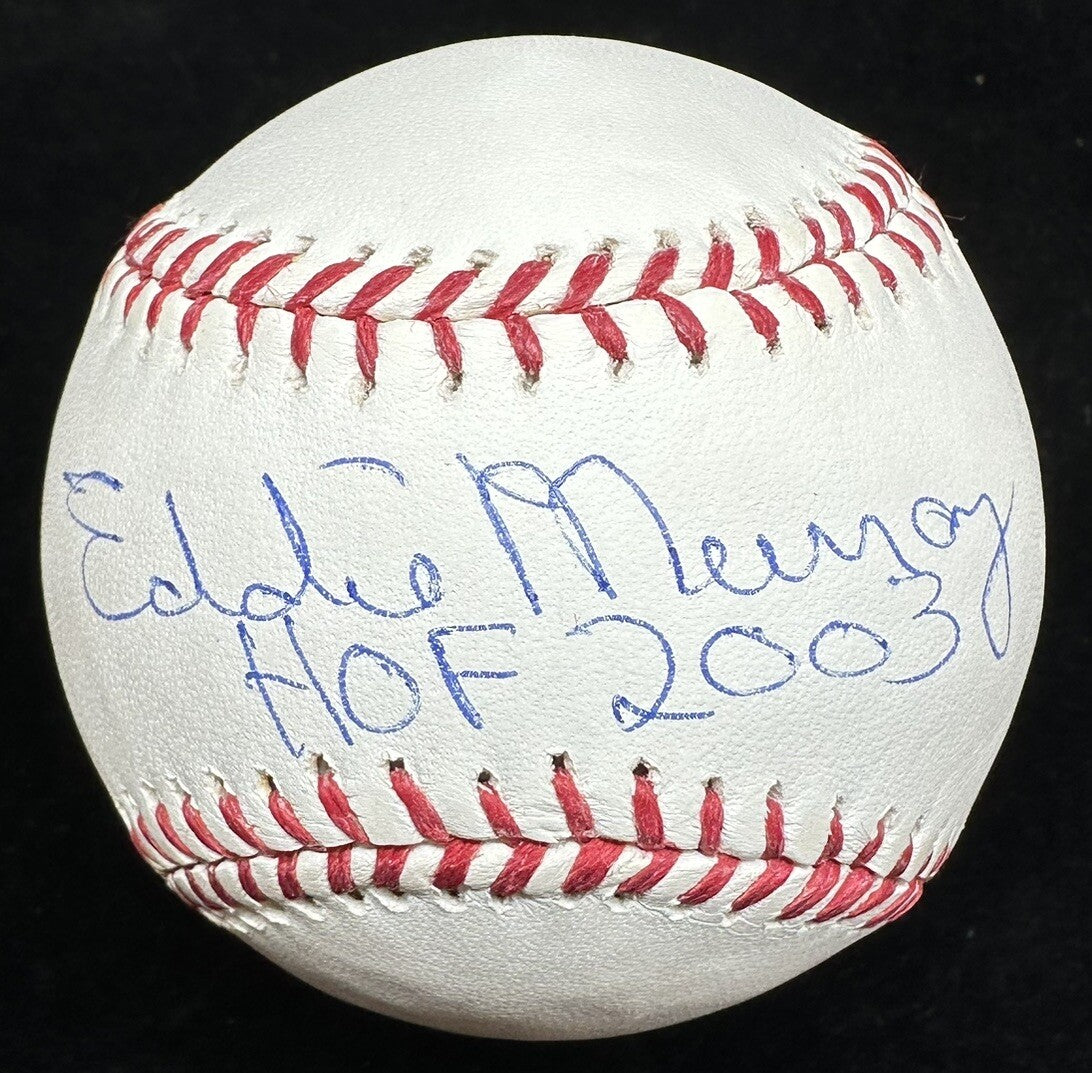 Eddie Murray
HOF 2003